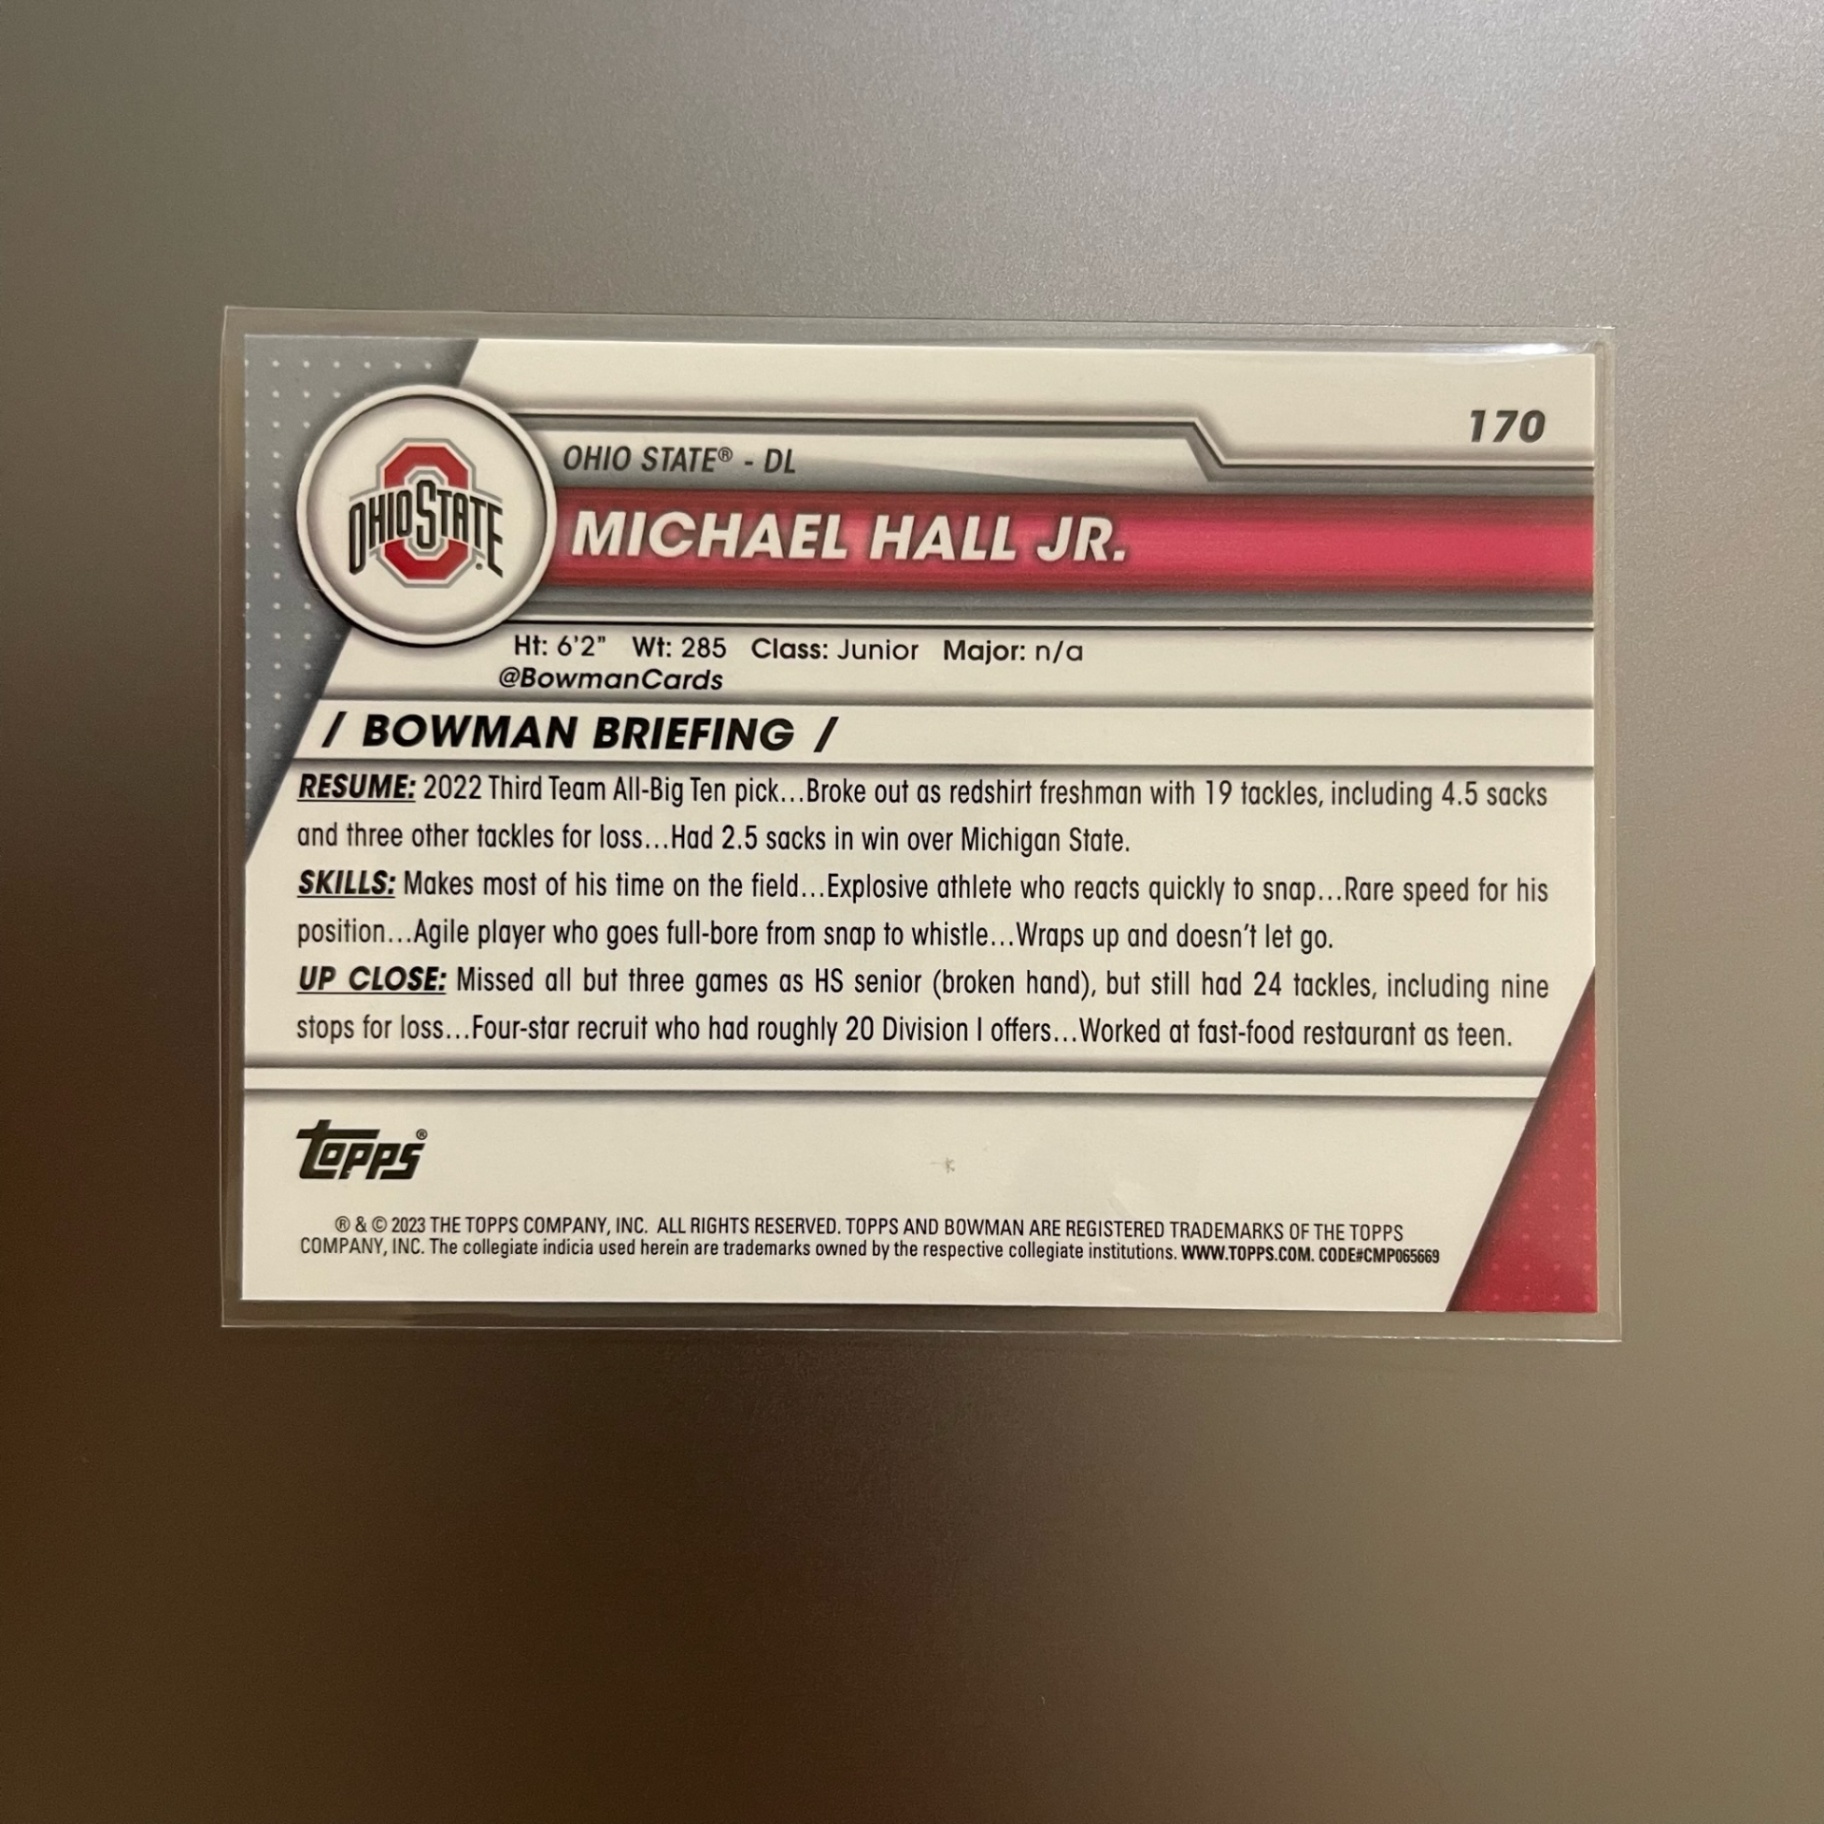 170
OHIO STATE® - DL
OHIO STATE
®
MICHAEL HALL JR.
Ht: 6'2" Wt: 285 Class: Junior Major: n/a
@BowmanCards
/ BOWMAN BRIEFING /
RESUME: 2022 Third Team All-Big Ten pick...Broke out as redshirt freshman with 19 tackles, including 4.5 sacks
and three other tackles for loss...Had 2.5 sacks in win over Michigan State.
SKILLS: Makes most of his time on the field...Explosive athlete who reacts quickly to snap...Rare speed for his
position...Agile player who goes full-bore from snap to whistle...Wraps up and doesn't let go.
UP CLOSE: Missed all but three games as HS senior (broken hand), but still had 24 tackles, including nine
stops for loss...Four-star recruit who had roughly 20 Division I offers...Worked at fast-food restaurant as teen.
topps®
® & © 2023 THE TOPPS COMPANY, INC. ALL RIGHTS RESERVED. TOPPS AND BOWMAN ARE REGISTERED TRADEMARKS OF THE TOPPS
COMPANY, INC. The collegiate indicia used herein are trademarks owned by the respective collegiate institutions. WWW.TOPPS.COM. CODE#CMP065669